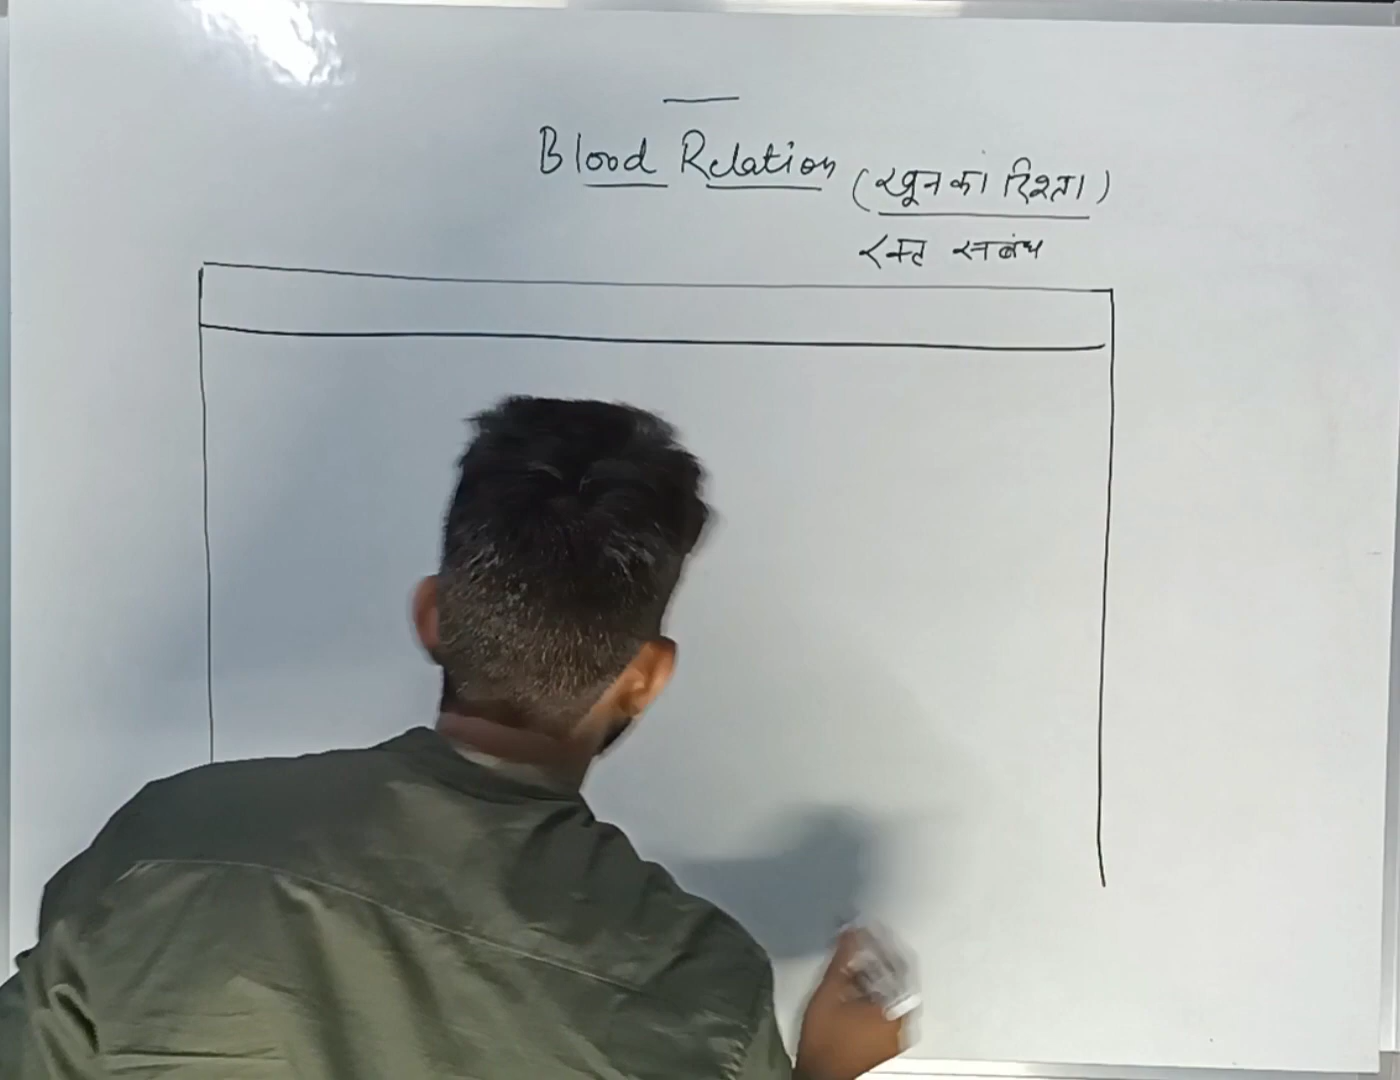 Blood Relation (खून का रिश्ता)
रक्त सबंध